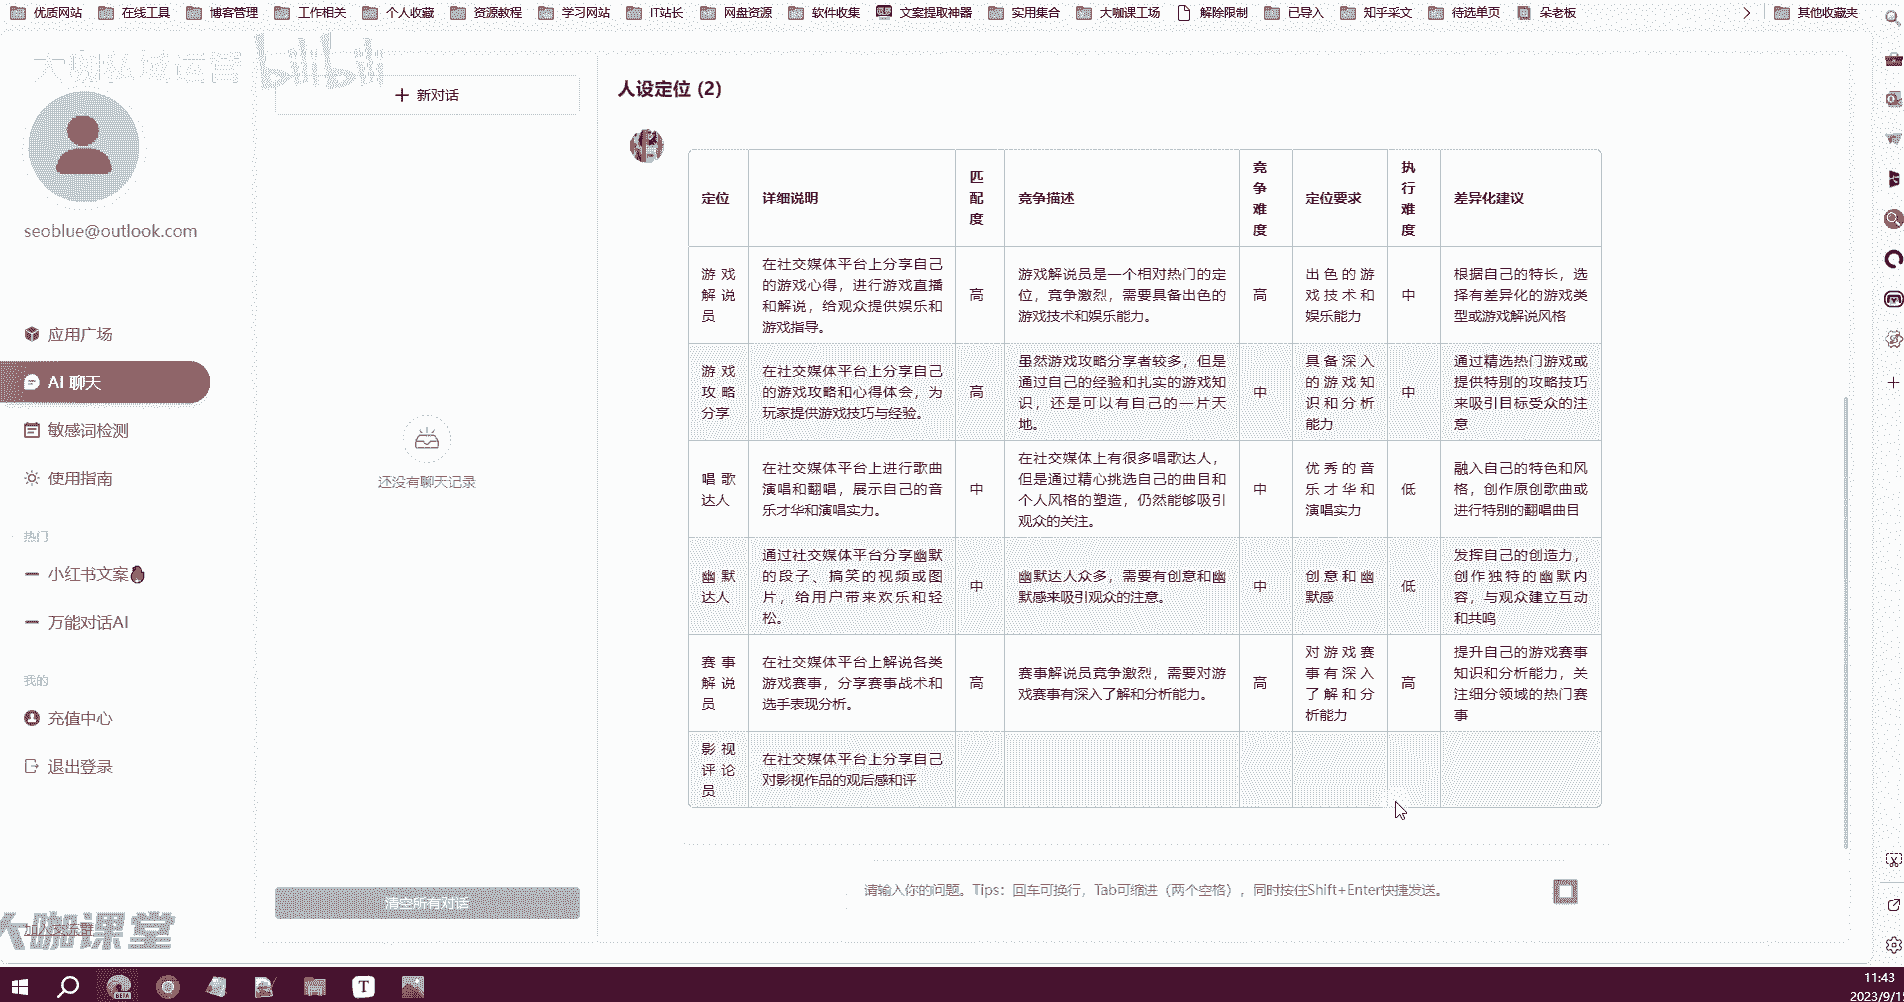 优质网站 在线工具 博客管理 工作相关 个人收藏 资源教程 学习网站 IT站长 网盘资源 软件收集 文案提取神器 实用集合 大咖课工场 解除限制 已导入 知乎采文 待选单页 朵老板 其他收藏夹
大咖私域运营 bilibili
seoblue@outlook.com
应用广场
AI 聊天
敏感词检测
使用指南
热门
小红书文案
万能对话AI
我的
充值中心
退出登录
大咖课堂
新对话
还没有聊天记录
清空所有对话
人设定位 (2)
定位 详细说明 匹配度 竞争描述 竞争难度 定位要求 执行难度 差异化建议
游戏解说员 在社交媒体平台上分享自己的游戏心得，进行游戏直播和解说，给观众提供娱乐和游戏指导。 高 游戏解说员是一个相对热门的定位，竞争激烈，需要具备出色的游戏技术和娱乐能力。 高 出色的游戏技术和娱乐能力 中 根据自己的特长，选择有差异化的游戏类型或游戏解说风格
游戏攻略分享 在社交媒体平台上分享自己的游戏攻略和心得体会，为玩家提供游戏技巧与经验。 高 虽然游戏攻略分享者较多，但是通过自己的经验和扎实的游戏知识，还是可以有自己的一片天地。 中 具备深入的游戏知识和分析能力 中 通过精选热门游戏或提供特别的攻略技巧来吸引目标受众的注意
唱歌达人 在社交媒体平台上进行歌曲演唱和翻唱，展示自己的音乐才华和演唱实力。 中 在社交媒体上有很多唱歌达人，但是通过精心挑选自己的曲目和个人风格的塑造，仍然能够吸引观众的关注。 中 优秀的音乐才华和演唱实力 低 融入自己的特色和风格，创作原创歌曲或进行特别的翻唱曲目
幽默达人 通过社交媒体平台分享幽默的段子、搞笑的视频或图片，给用户带来欢乐和轻松。 中 幽默达人众多，需要有创意和幽默感来吸引观众的注意。 中 创意和幽默感 低 发挥自己的创造力，创作独特的幽默内容，与观众建立互动和共鸣
赛事解说员 在社交媒体平台上解说各类游戏赛事，分享赛事战术和选手表现分析。 高 赛事解说员竞争激烈，需要对游戏赛事有深入了解和分析能力。 高 对游戏赛事有深入了解和分析能力 高 提升自己的游戏赛事知识和分析能力，关注细分领域的热门赛事
影视评论员 在社交媒体平台上分享自己对影视作品的观后感和评
请输入你的问题。Tips：回车可换行，Tab可缩进（两个空格），同时按住Shift+Enter快捷发送。
BETA
T
11:43